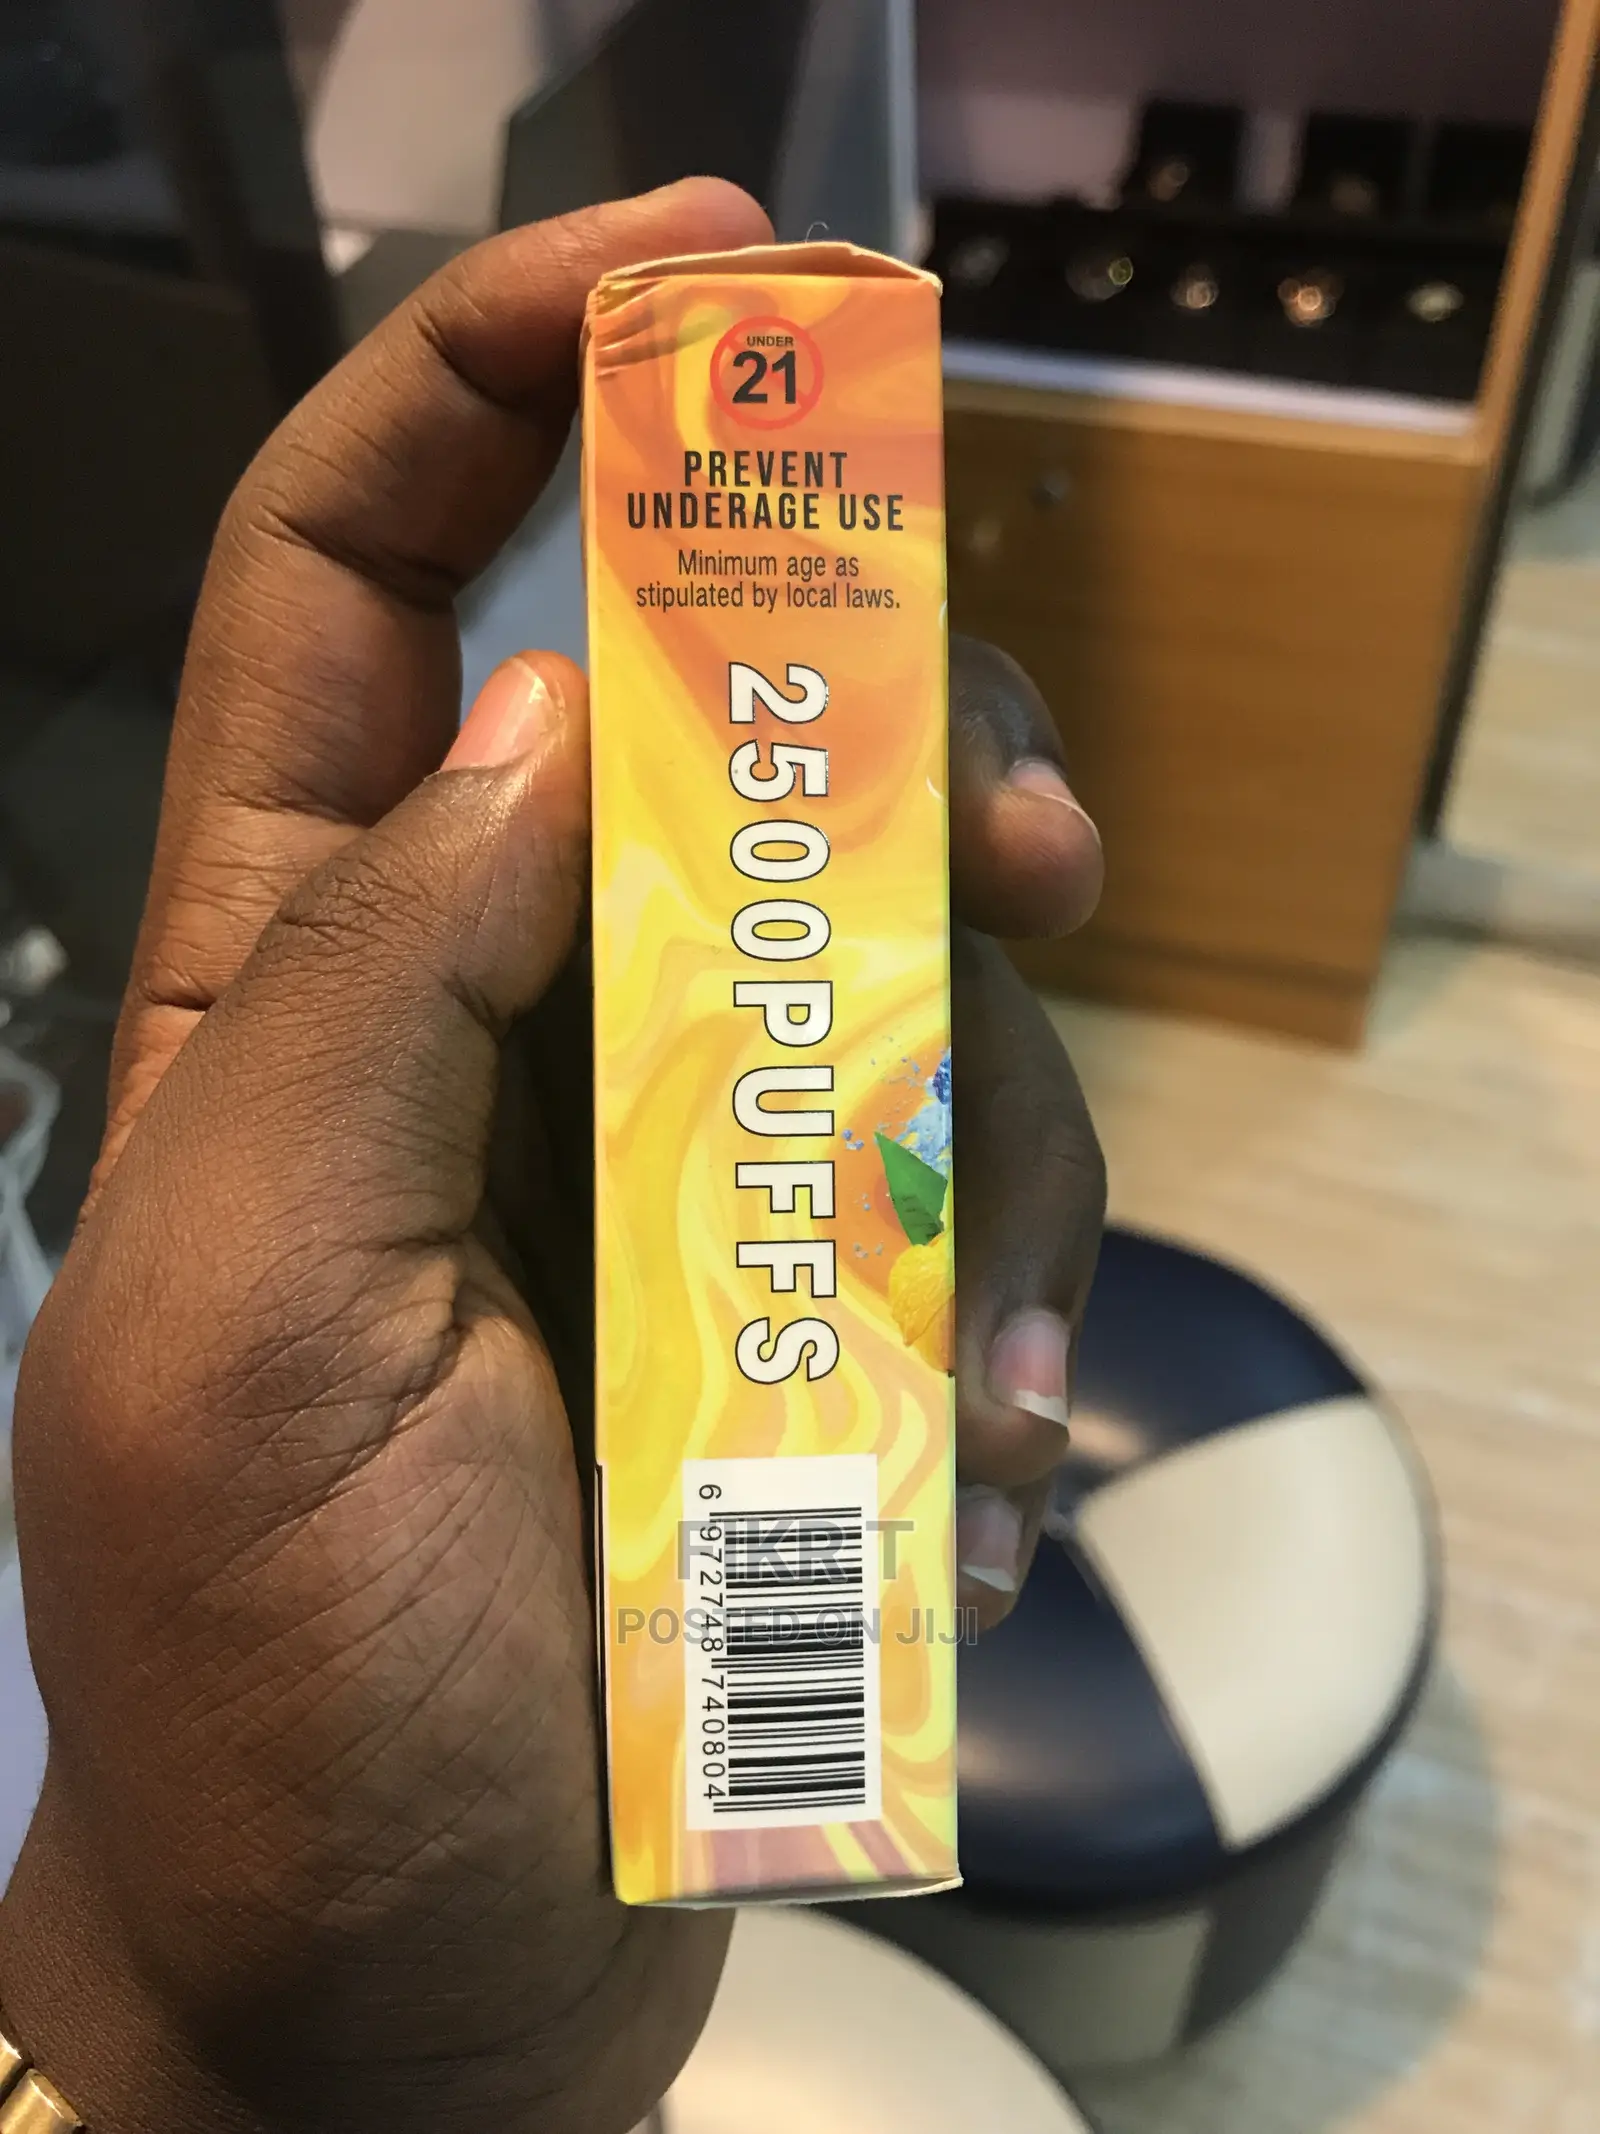 UNDER
21
PREVENT
UNDERAGE USE
Minimum age as
stipulated by local laws.
2500PUFFS
6 972748 740804
FIKR T
POSTED ON JIJI